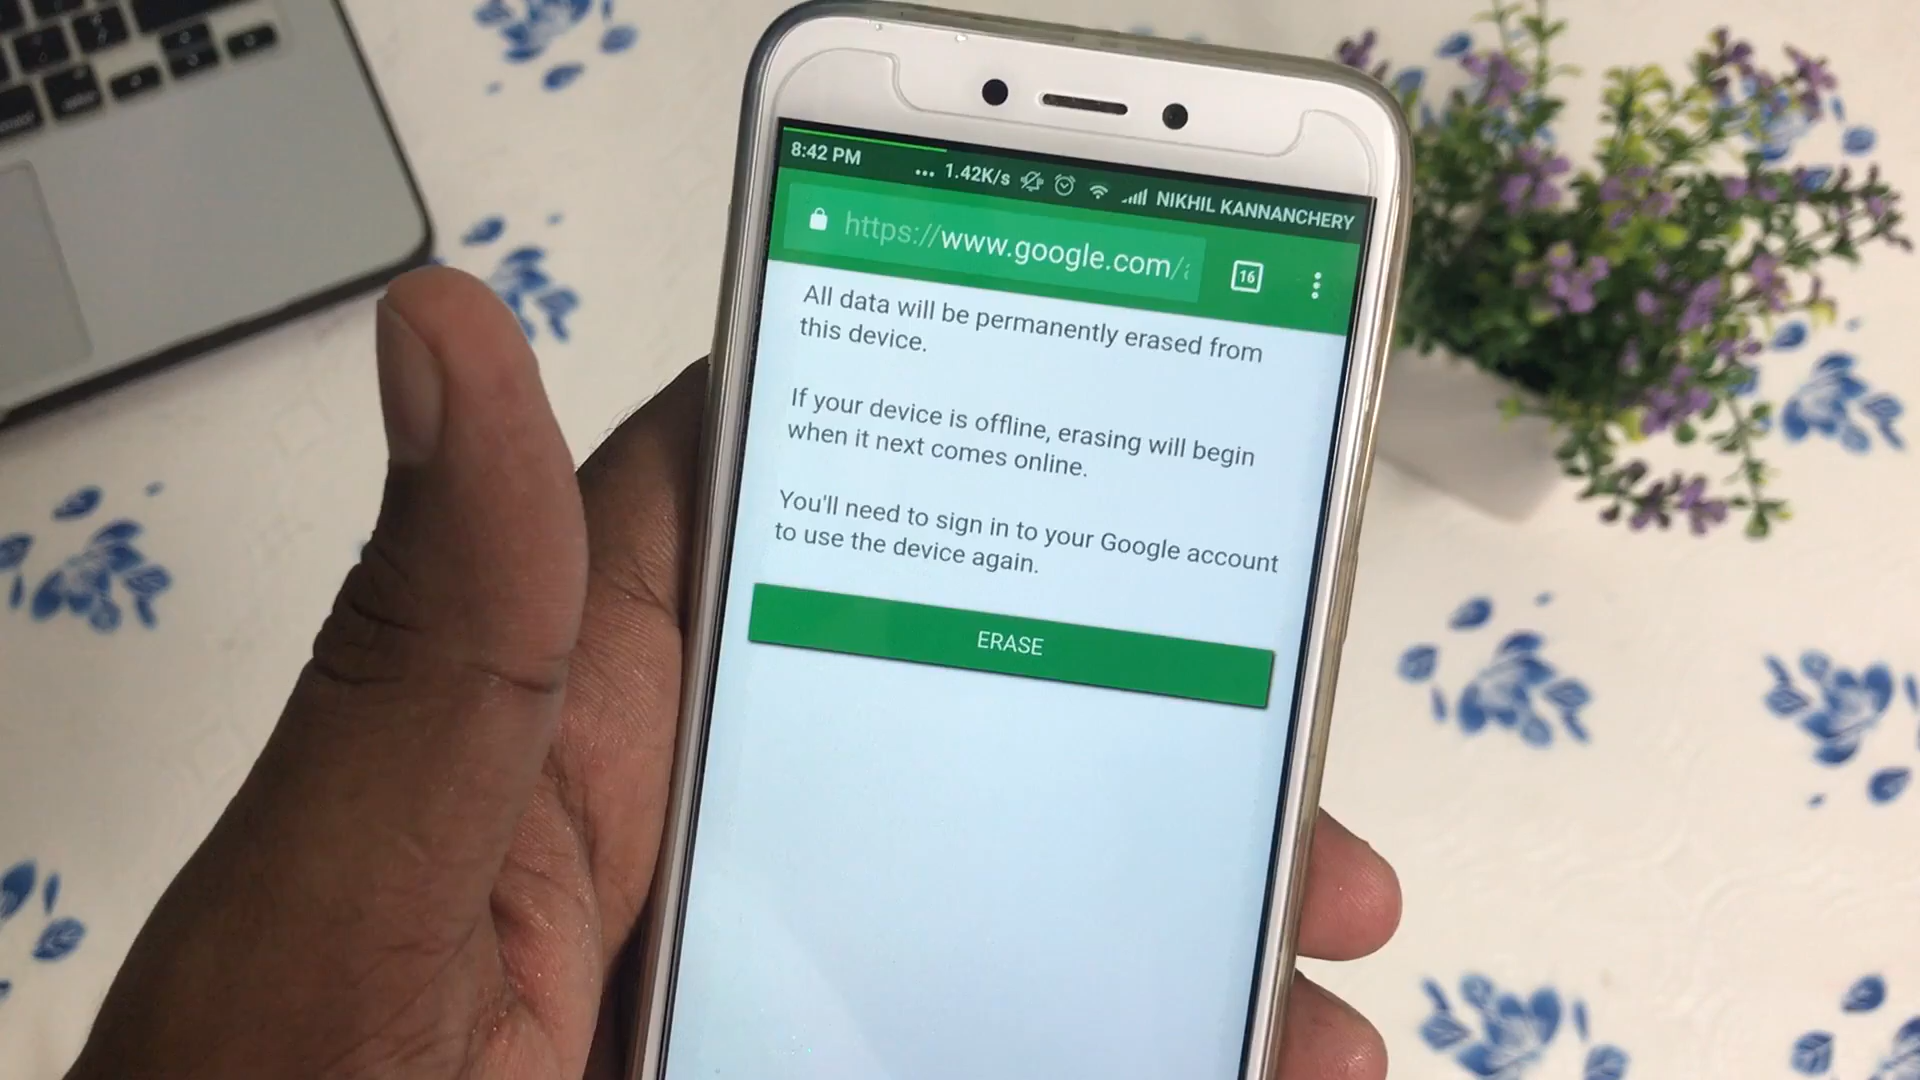 8:42 PM ... 1.42K/s NIKHIL KANNANCHERY
https://www.google.com/
16
All data will be permanently erased from
this device.
If your device is offline, erasing will begin
when it next comes online.
You'll need to sign in to your Google account
to use the device again.
ERASE